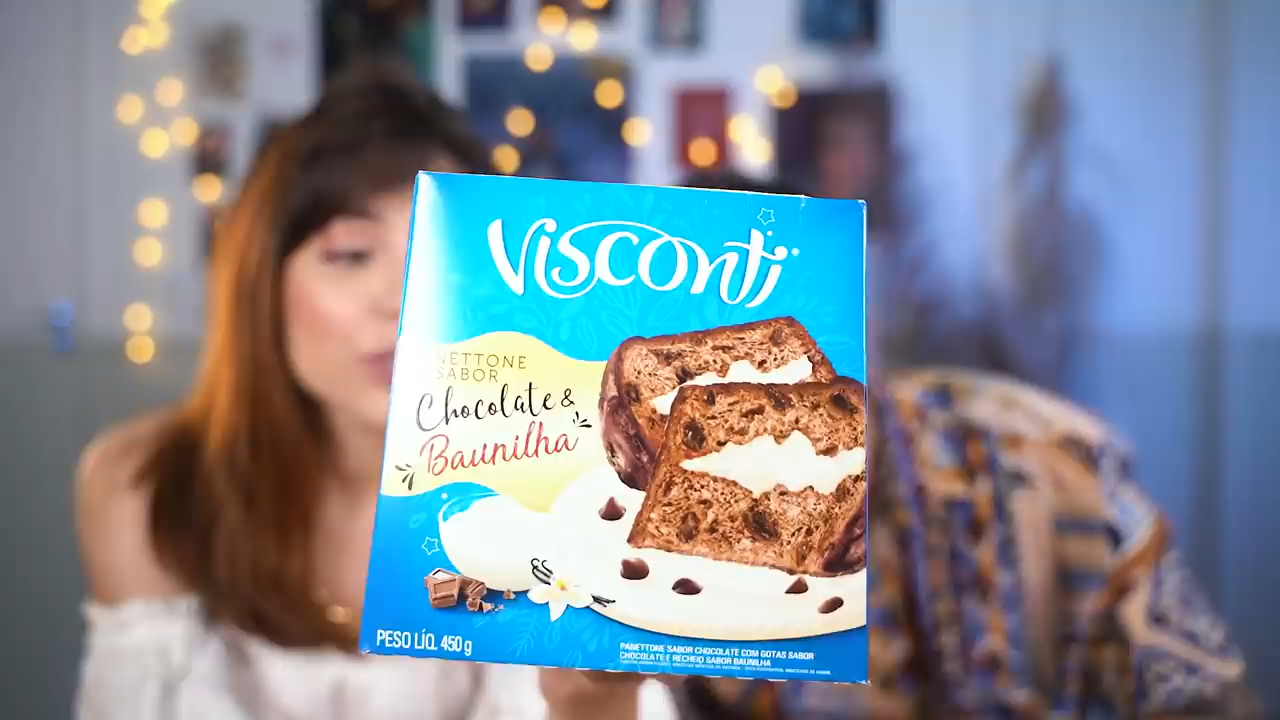 Visconti
NETTONE
SABOR
Chocolate &
Baunilha
PESO LÍQ. 450g
PANETTONE SABOR CHOCOLATE COM GOTAS SABOR
CHOCOLATE E RECHEIO SABOR BAUNILHA